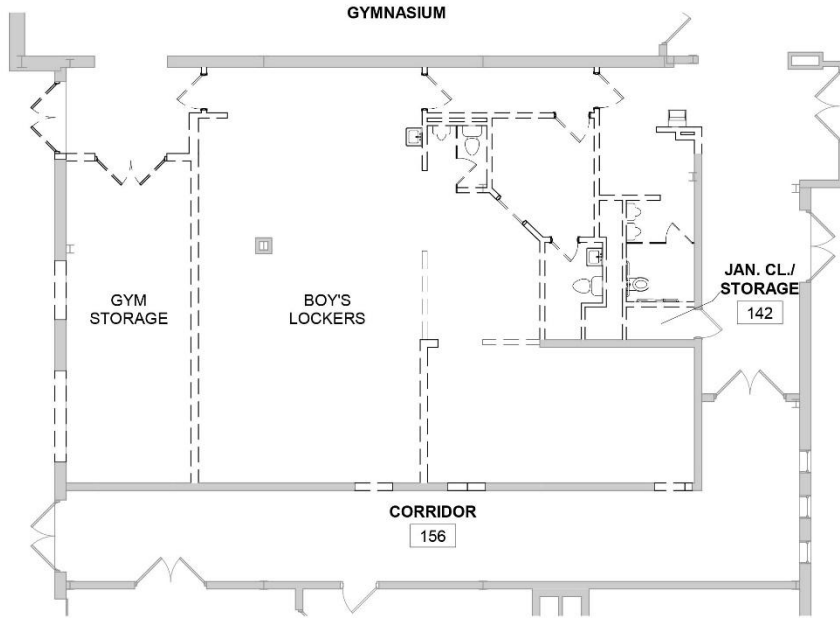 GYMNASIUM
GYM
STORAGE
BOY'S
LOCKERS
JAN. CL./
STORAGE
142
CORRIDOR
156